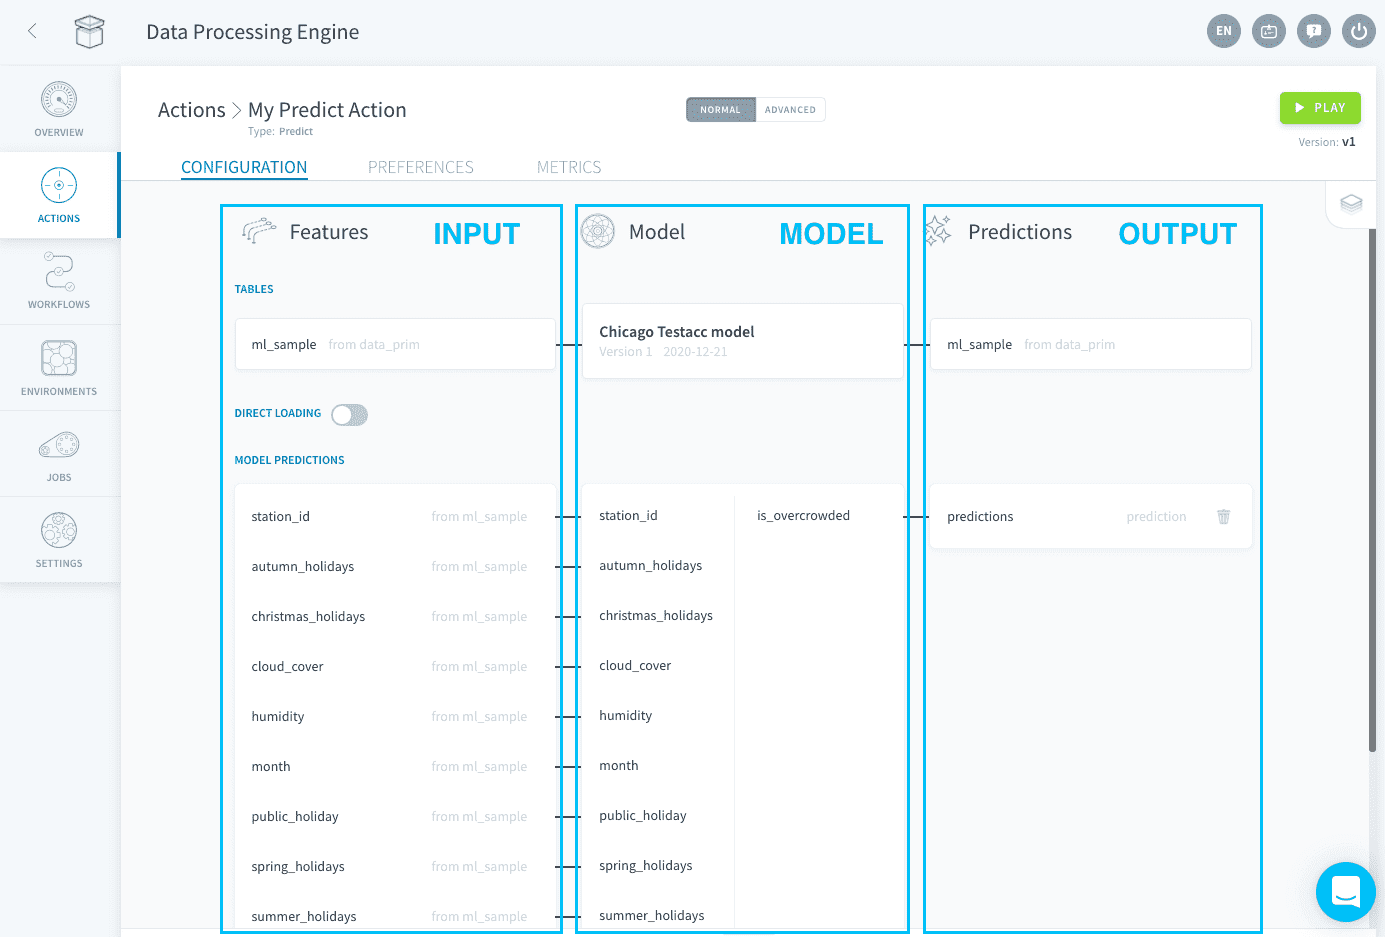 Data Processing Engine
EN
OVERVIEW
ACTIONS
WORKFLOWS
ENVIRONMENTS
JOBS
SETTINGS
Actions > My Predict Action
Type: Predict
NORMAL ADVANCED
PLAY
Version: v1
CONFIGURATION PREFERENCES METRICS
Features INPUT
TABLES
ml_sample from data_prim
DIRECT LOADING
MODEL PREDICTIONS
station_id from ml_sample
autumn_holidays from ml_sample
christmas_holidays from ml_sample
cloud_cover from ml_sample
humidity from ml_sample
month from ml_sample
public_holiday from ml_sample
spring_holidays from ml_sample
summer_holidays from ml_sample
Model MODEL
Chicago Testacc model
Version 1 2020-12-21
station_id is_overcrowded
autumn_holidays
christmas_holidays
cloud_cover
humidity
month
public_holiday
spring_holidays
summer_holidays
Predictions OUTPUT
ml_sample from data_prim
predictions prediction